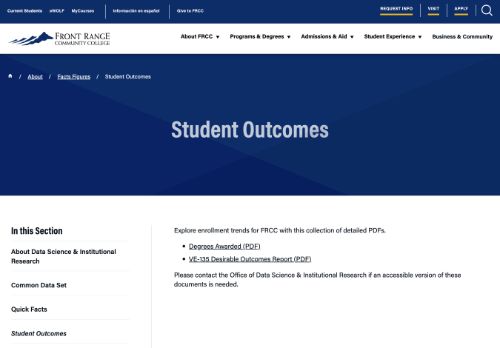 Current Students eWOLF MyCourses Información en español Give to FRCC REQUEST INFO VISIT APPLY
FRONT RANGE
COMMUNITY COLLEGE
About FRCC Programs & Degrees Admissions & Aid Student Experience Business & Community
/ About / Facts Figures / Student Outcomes
Student Outcomes
In this Section
About Data Science & Institutional
Research
Common Data Set
Quick Facts
Student Outcomes
Explore enrollment trends for FRCC with this collection of detailed PDFs.
Degrees Awarded (PDF)
VE-135 Desirable Outcomes Report (PDF)
Please contact the Office of Data Science & Institutional Research if an accessible version of these
documents is needed.